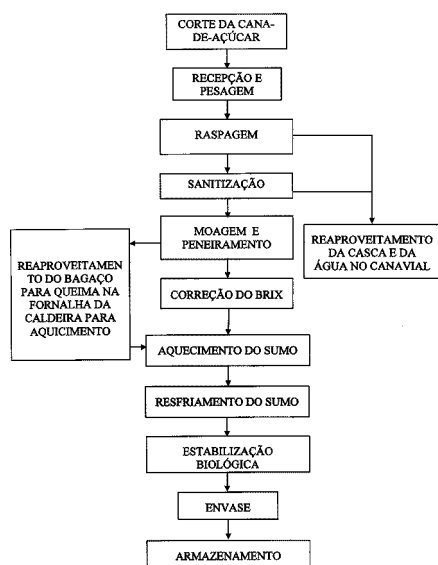 CORTE DA CANA-
DE-AÇÚCAR
RECEPÇÃO E
PESAGEM
RASPAGEM
SANITIZAÇÃO
MOAGEM E
PENEIRAMENTO
REAPROVEITAMENTO
DA CASCA E DA
ÁGUA NO CANAVIAL
REAPROVEITAMEN
TO DO BAGAÇO
PARA QUEIMA NA
FORNALHA DA
CALDEIRA PARA
AQUICIMENTO
CORREÇÃO DO BRIX
AQUECIMENTO DO SUMO
RESFRIAMENTO DO SUMO
ESTABILIZAÇÃO
BIOLÓGICA
ENVASE
ARMAZENAMENTO